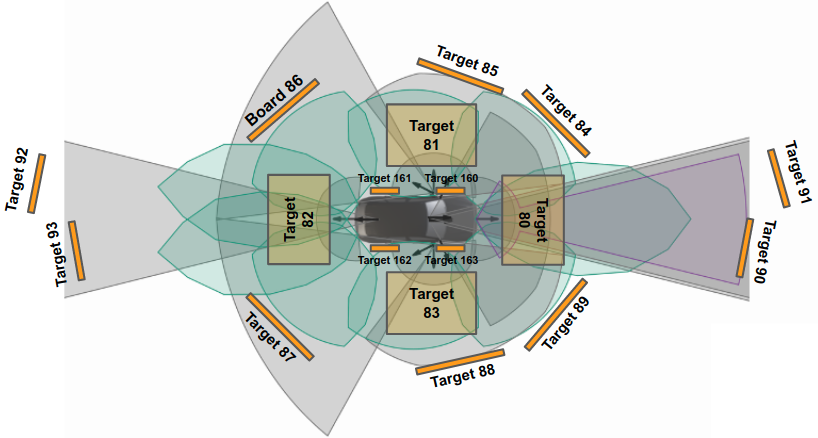 Target 85
Board 86
Target 84
Target
81
Target 92
Target 91
Target 161
Target 160
Target
82
Target
80
Target 93
Target 90
Target 162
Target 163
Target
83
Target 87
Target 89
Target 88